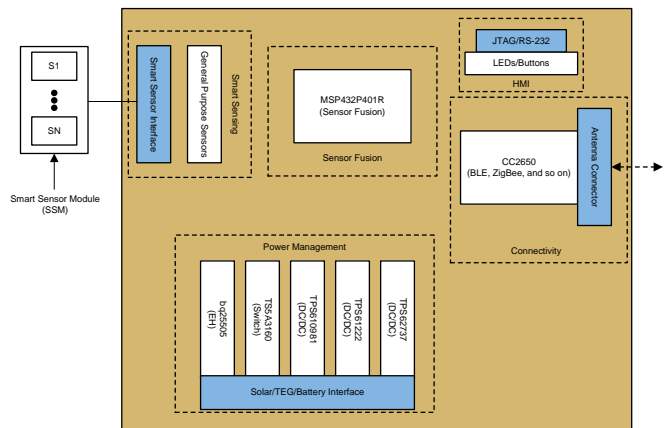 S1
SN
Smart Sensor Module
(SSM)
Smart Sensor Interface
General Purpose Sensors
Smart Sensing
MSP432P401R
(Sensor Fusion)
Sensor Fusion
JTAG/RS-232
LEDs/Buttons
HMI
CC2650
(BLE, ZigBee, and so on)
Antenna Connector
Connectivity
Power Management
bq25505
(EH)
TS5A3160
(Switch)
TPS610981
(DC/DC)
TPS61222
(DC/DC)
TPS62737
(DC/DC)
Solar/TEG/Battery Interface